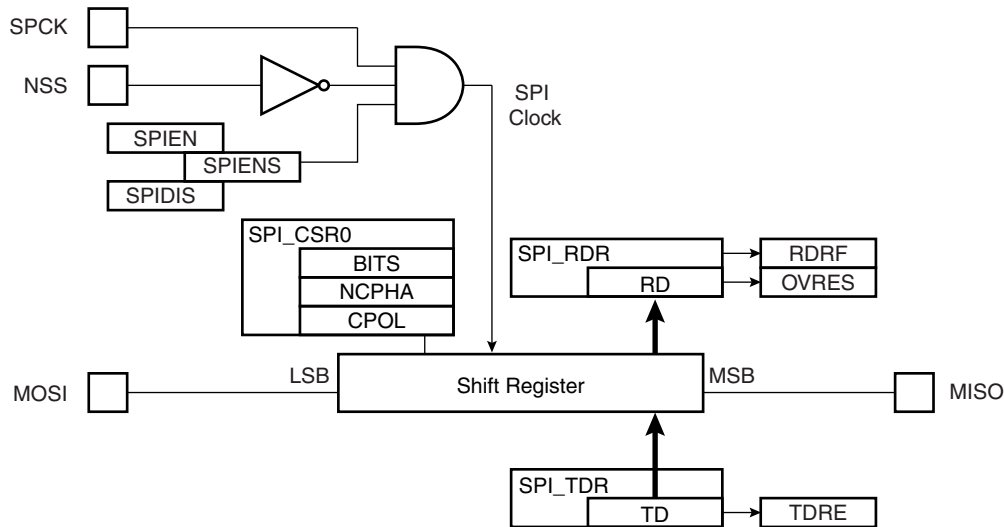 SPCK
NSS
SPIEN
SPIENS
SPIDIS
SPI
Clock
SPI_CSR0
BITS
NCPHA
CPOL
SPI_RDR
RD
RDRF
OVRES
MOSI
LSB
Shift Register
MSB
MISO
SPI_TDR
TD
TDRE